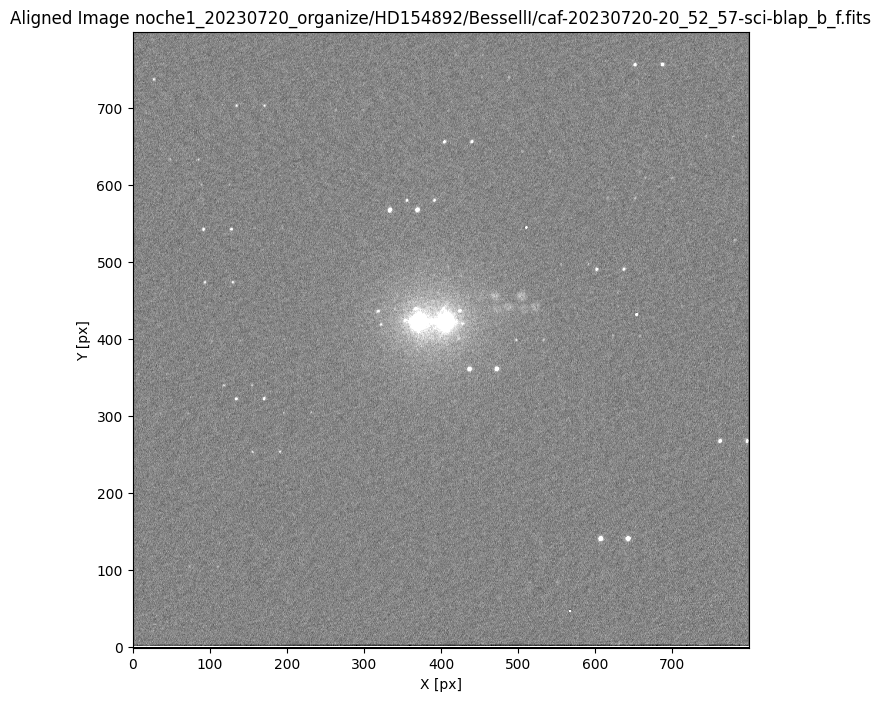 Aligned Image noche1_20230720_organize/HD154892/BessellI/caf-20230720-20_52_57-sci-blap_b_f.fits
700
600
500
400
300
200
100
0
Y [px]
0 100 200 300 400 500 600 700
X [px]